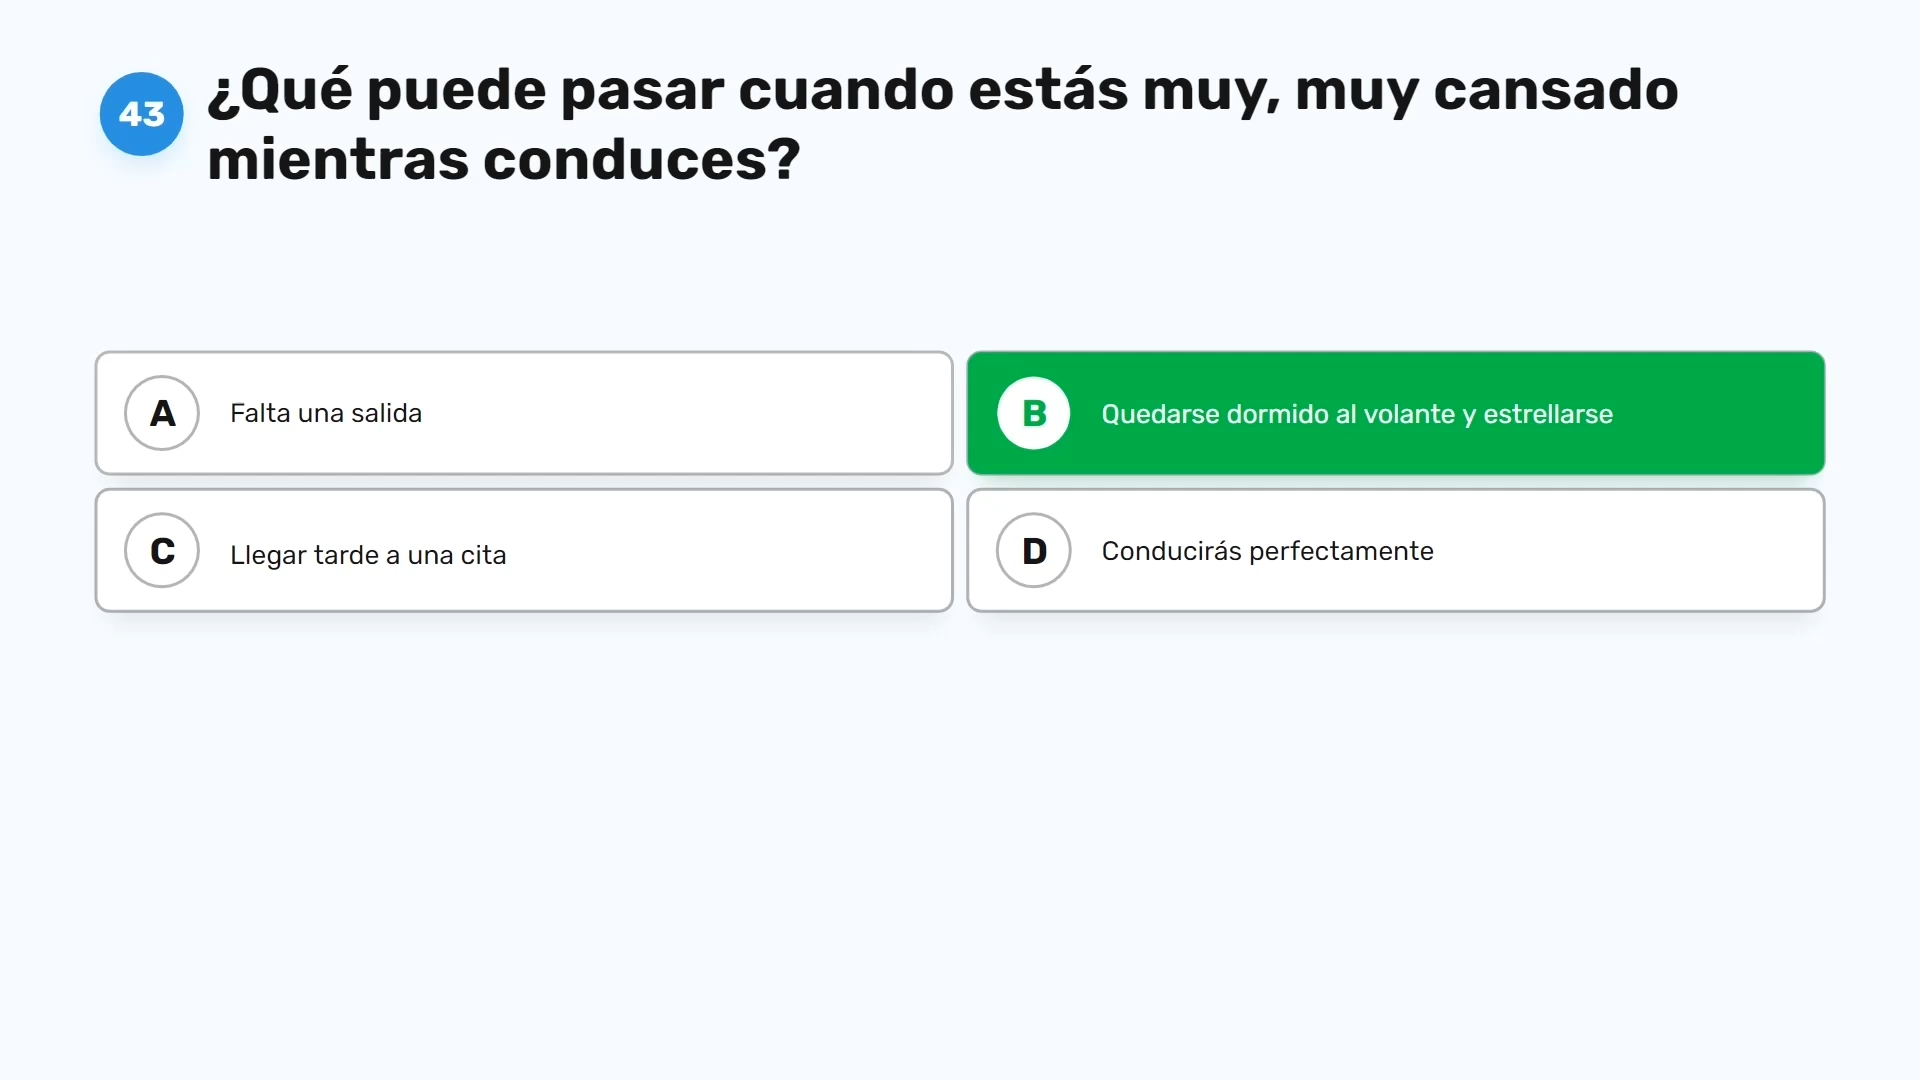 43
¿Qué puede pasar cuando estás muy, muy cansado
mientras conduces?
A Falta una salida
B Quedarse dormido al volante y estrellarse
C Llegar tarde a una cita
D Conducirás perfectamente